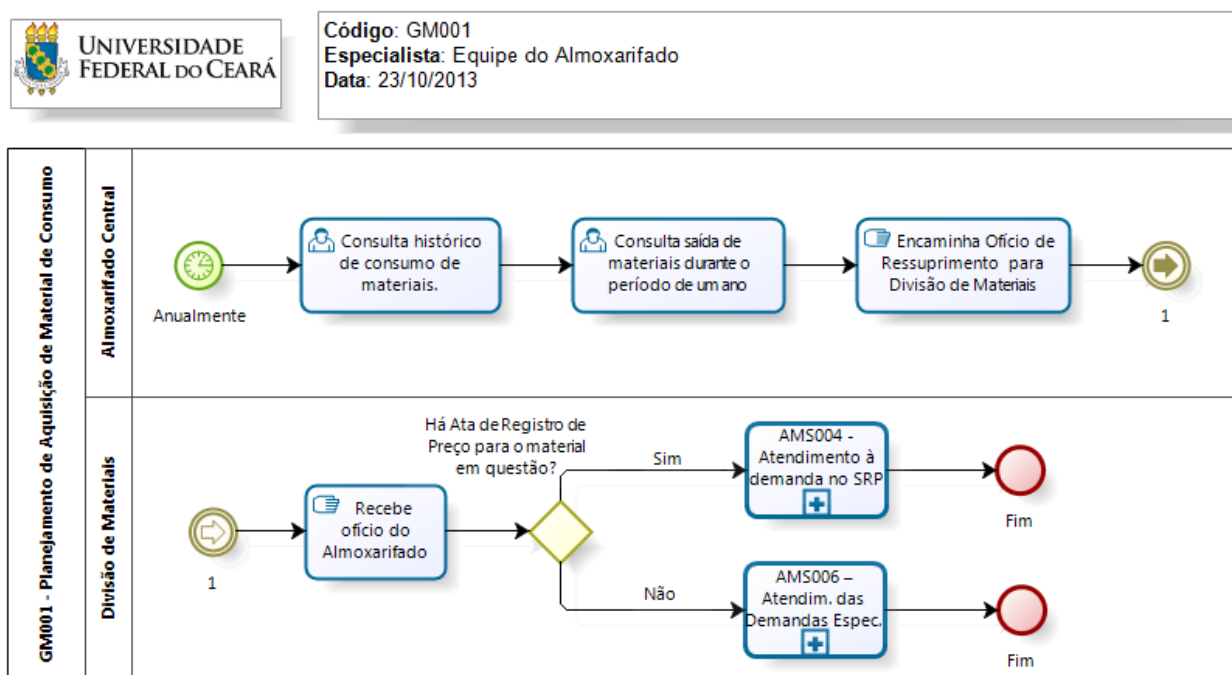 UNIVERSIDADE
FEDERAL DO CEARÁ
Código: GM001
Especialista: Equipe do Almoxarifado
Data: 23/10/2013
GM001 - Planejamento de Aquisição de Material de Consumo
Almoxarifado Central
Anualmente
Consulta histórico
de consumo de
materiais.
Consulta saída de
materiais durante o
período de um ano
Encaminha Ofício de
Ressuprimento para
Divisão de Materiais
1
Divisão de Materiais
1
Recebe
ofício do
Almoxarifado
Há Ata de Registro de
Preço para o material
em questão?
Sim
AMS004 -
Atendimento à
demanda no SRP
Fim
Não
AMS006 –
Atendim. das
Demandas Espec.
Fim